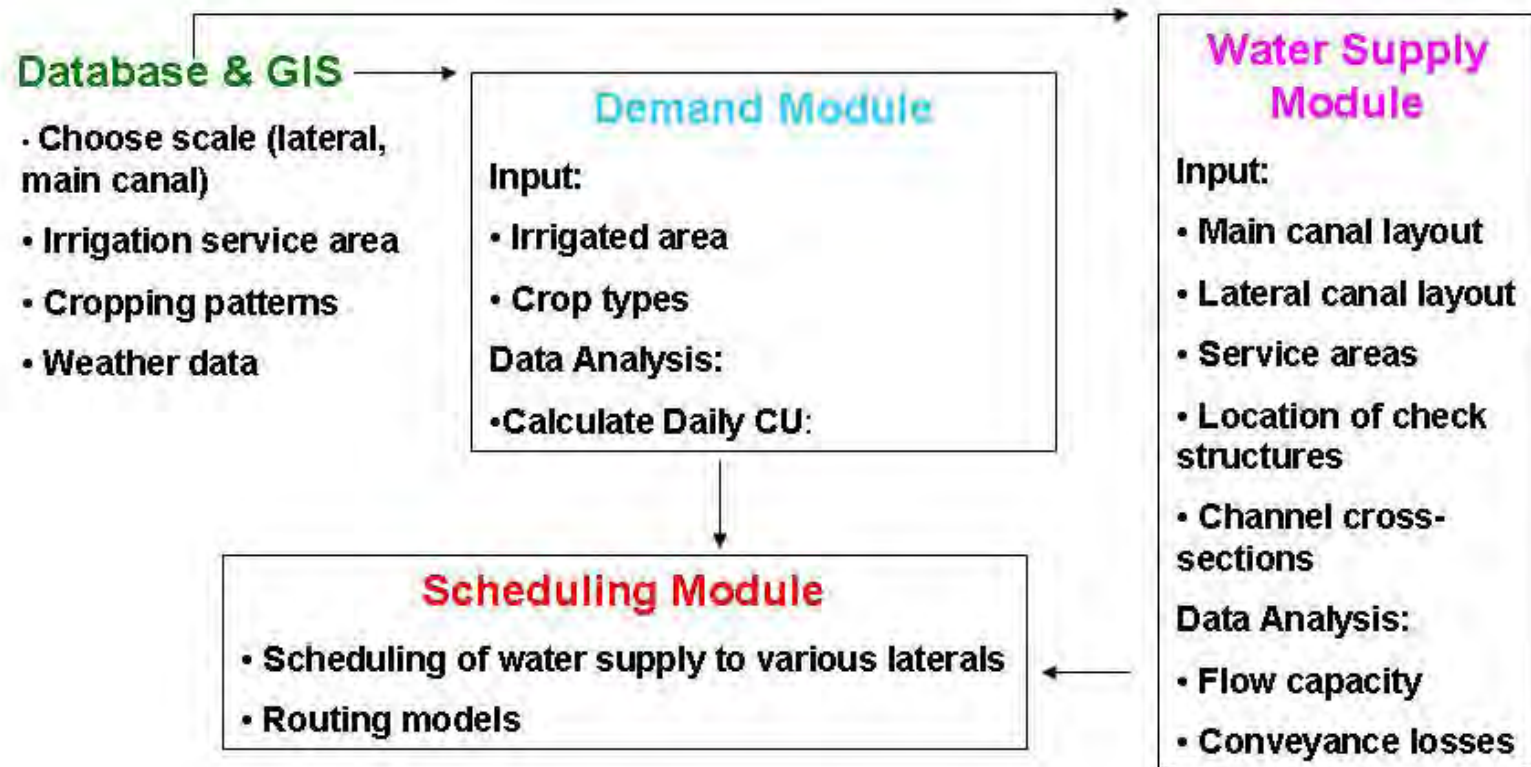 Database & GIS
· Choose scale (lateral,
main canal)
• Irrigation service area
• Cropping patterns
• Weather data
Demand Module
Input:
• Irrigated area
• Crop types
Data Analysis:
•Calculate Daily CU:
Scheduling Module
• Scheduling of water supply to various laterals
• Routing models
Water Supply
Module
Input:
• Main canal layout
• Lateral canal layout
• Service areas
• Location of check
structures
• Channel cross-
sections
Data Analysis:
• Flow capacity
• Conveyance losses